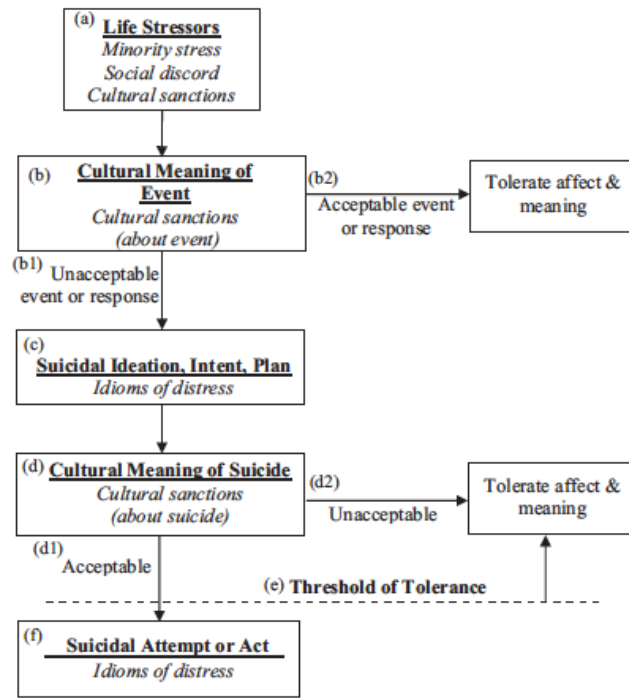 (a) Life Stressors
Minority stress
Social discord
Cultural sanctions
(b) Cultural Meaning of
Event
Cultural sanctions
(about event)
(b2)
Acceptable event
or response
Tolerate affect &
meaning
(b1) Unacceptable
event or response
(c)
Suicidal Ideation, Intent, Plan
Idioms of distress
(d) Cultural Meaning of Suicide
Cultural sanctions
(about suicide)
(d2)
Unacceptable
Tolerate affect &
meaning
(d1)
Acceptable
(e) Threshold of Tolerance
(f) Suicidal Attempt or Act
Idioms of distress